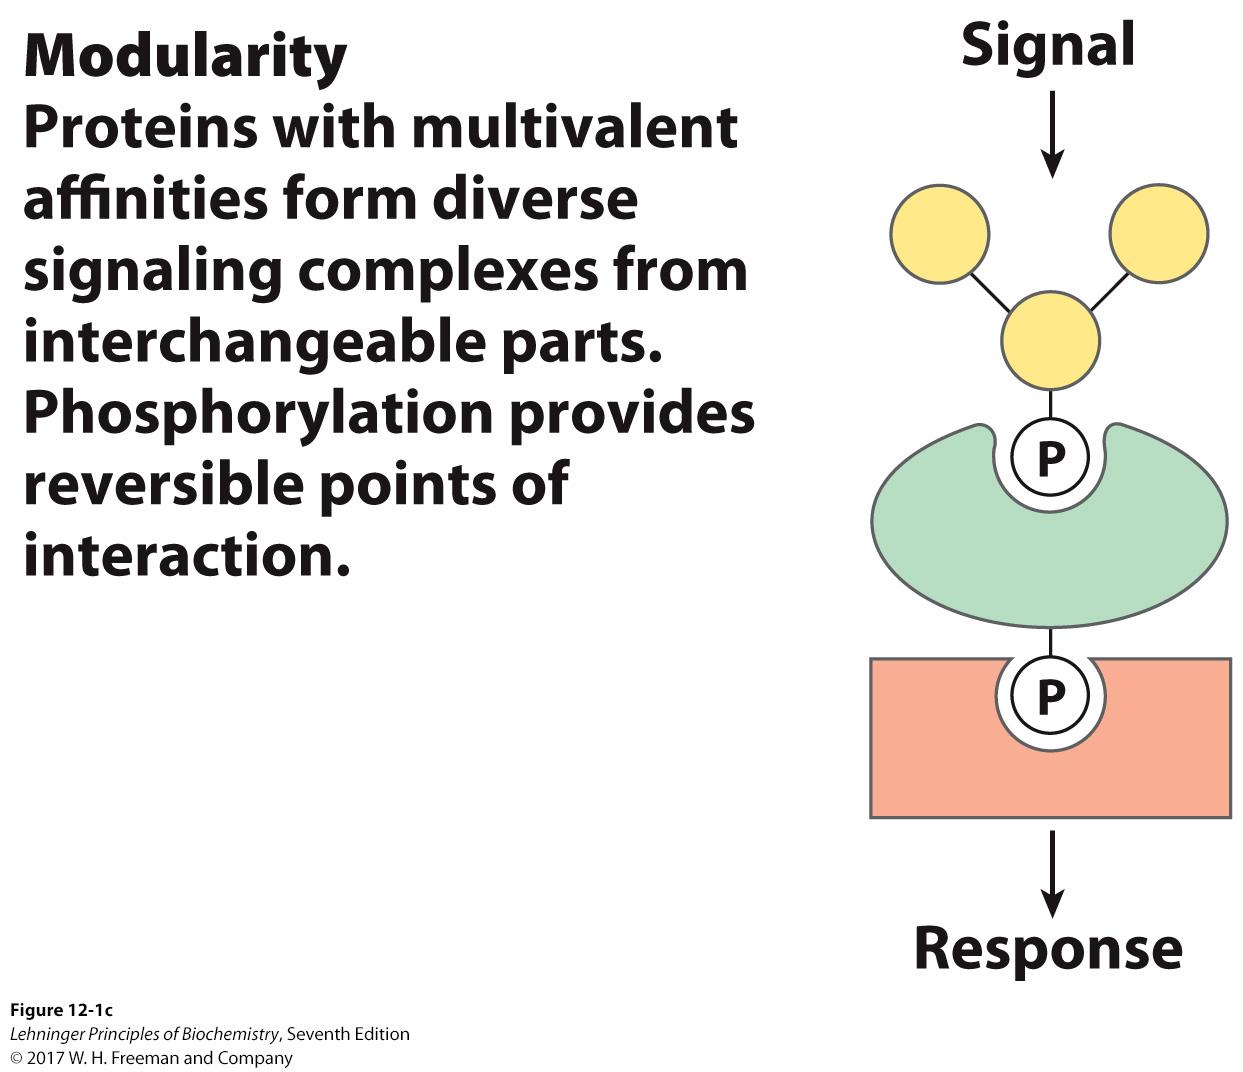 Modularity
Proteins with multivalent
affinities form diverse
signaling complexes from
interchangeable parts.
Phosphorylation provides
reversible points of
interaction.
Signal
P
P
Response
Figure 12-1c
Lehninger Principles of Biochemistry, Seventh Edition
© 2017 W. H. Freeman and Company